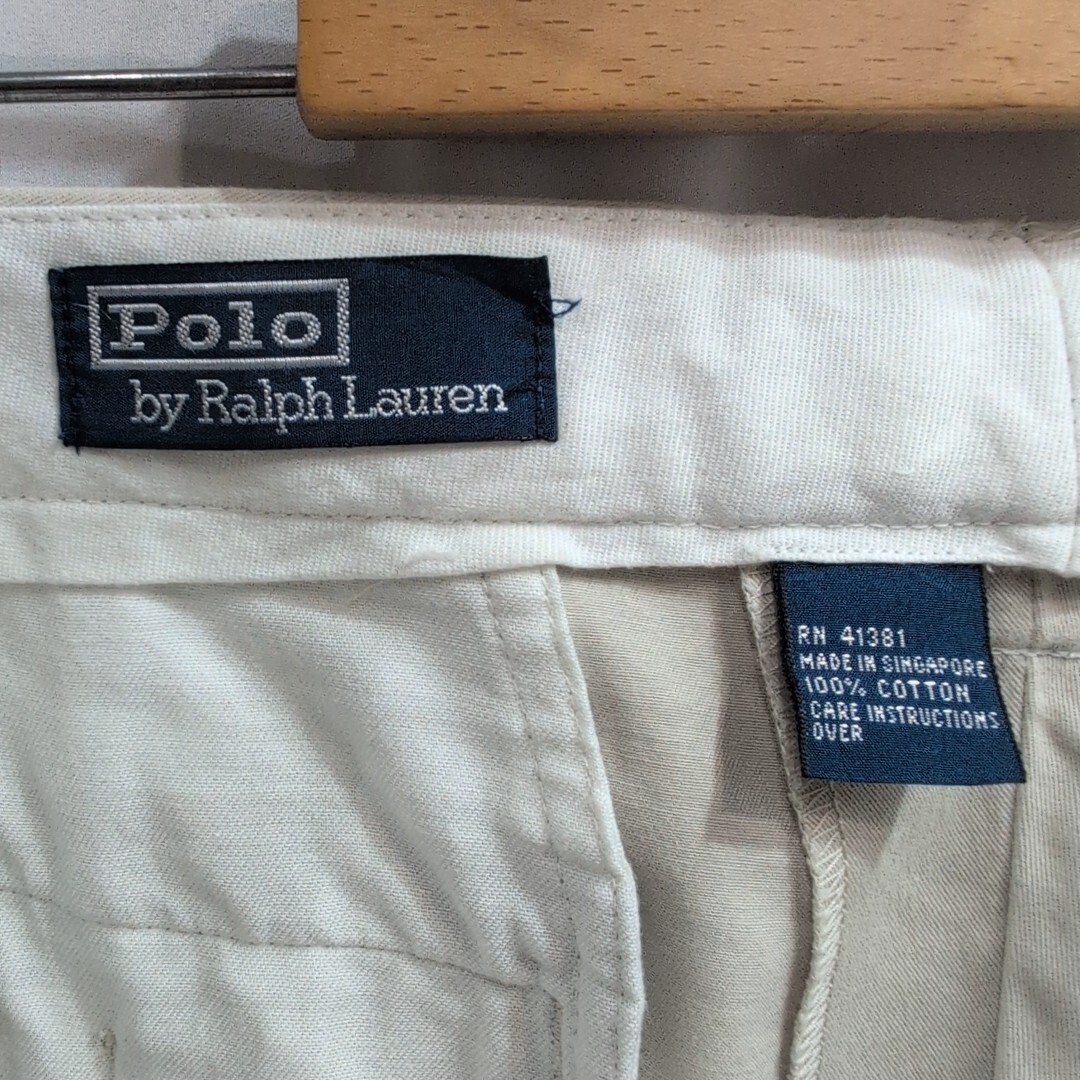 Polo
by Ralph Lauren
RN 41381
MADE IN SINGAPORE
100% COTTON
CARE INSTRUCTIONS
OVER